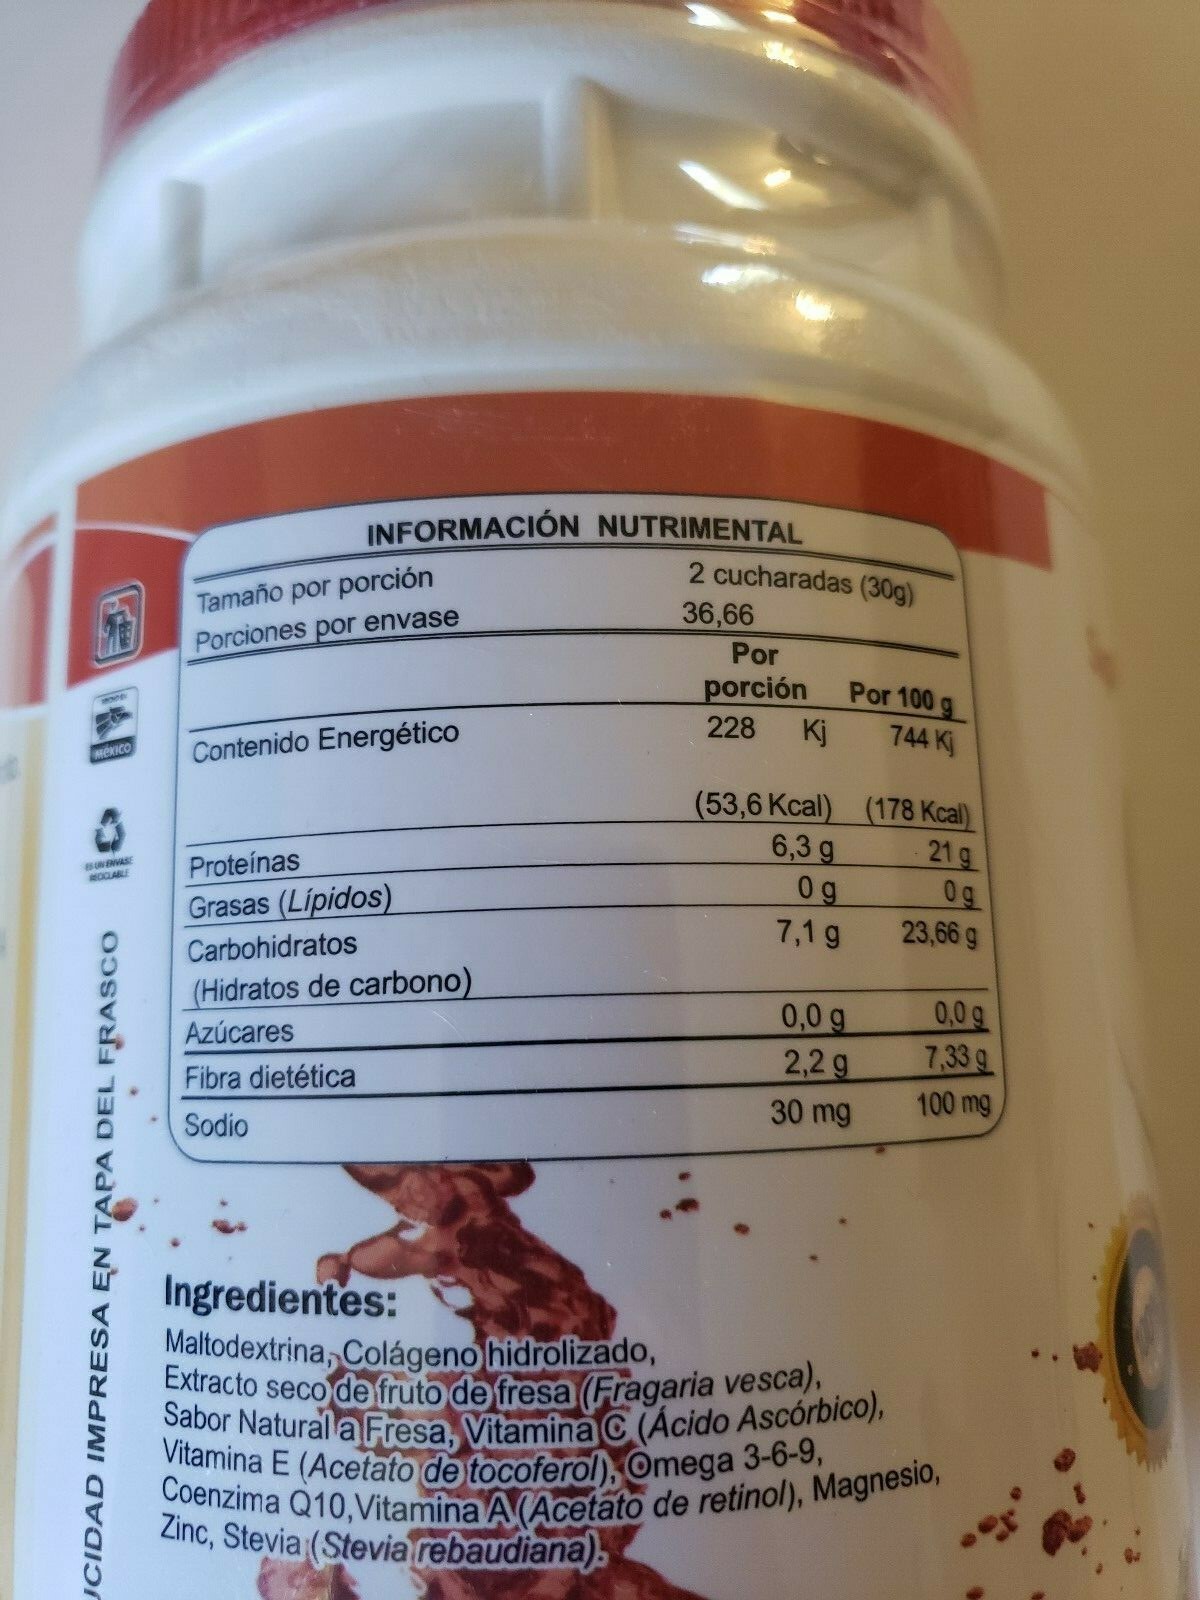 INFORMACIÓN NUTRIMENTAL
Tamaño por porción 2 cucharadas (30g)
Porciones por envase 36,66
Por porción Por 100 g
Contenido Energético 228 Kj 744 Kj
(53,6 Kcal) (178 Kcal)
Proteínas 6,3 g 21 g
Grasas (Lípidos) 0 g 0 g
Carbohidratos 7,1 g 23,66 g
(Hidratos de carbono)
Azúcares 0,0 g 0,0 g
Fibra dietética 2,2 g 7,33 g
Sodio 30 mg 100 mg
Ingredientes:
Maltodextrina, Colágeno hidrolizado,
Extracto seco de fruto de fresa (Fragaria vesca),
Sabor Natural a Fresa, Vitamina C (Ácido Ascórbico),
Vitamina E (Acetato de tocoferol), Omega 3-6-9,
Coenzima Q10, Vitamina A (Acetato de retinol), Magnesio,
Zinc, Stevia (Stevia rebaudiana).
HECHO EN
MÉXICO
ES UN ENVASE
RECICLABLE
UCIDAD IMPRESA EN TAPA DEL FRASCO